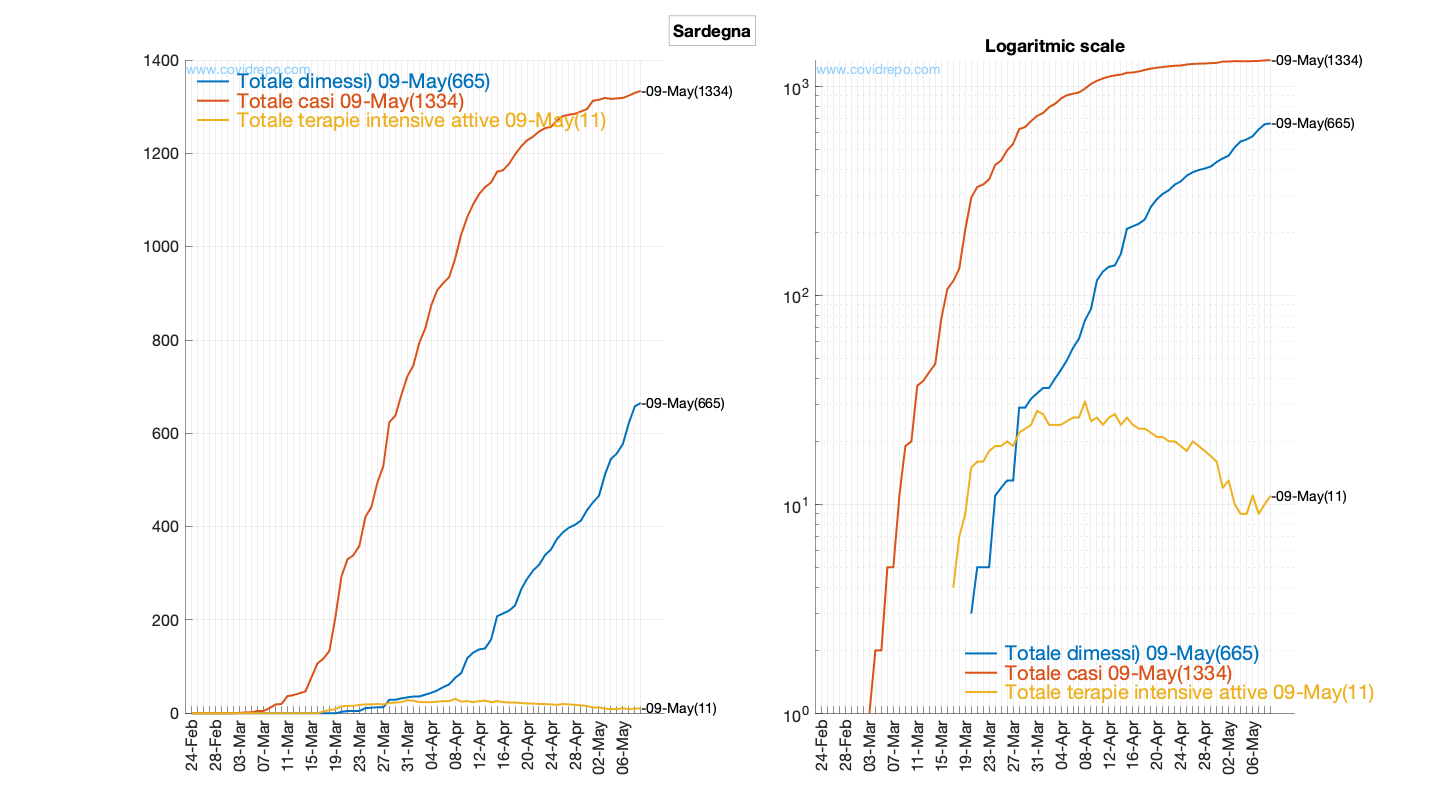 Sardegna
1400
1200
1000
800
600
400
200
0
www.covidrepo.com
Totale dimessi) 09-May(665)
Totale casi 09-May(1334)
Totale terapie intensive attive 09-May(11)
-09-May(1334)
-09-May(665)
-09-May(11)
24-Feb
28-Feb
03-Mar
07-Mar
11-Mar
15-Mar
19-Mar
23-Mar
27-Mar
31-Mar
04-Apr
08-Apr
12-Apr
16-Apr
20-Apr
24-Apr
28-Apr
02-May
06-May
Logaritmic scale
10³
10²
10¹
10⁰
www.covidrepo.com
-09-May(1334)
-09-May(665)
-09-May(11)
Totale dimessi) 09-May(665)
Totale casi 09-May(1334)
Totale terapie intensive attive 09-May(11)
24-Feb
28-Feb
03-Mar
07-Mar
11-Mar
15-Mar
19-Mar
23-Mar
27-Mar
31-Mar
04-Apr
08-Apr
12-Apr
16-Apr
20-Apr
24-Apr
28-Apr
02-May
06-May